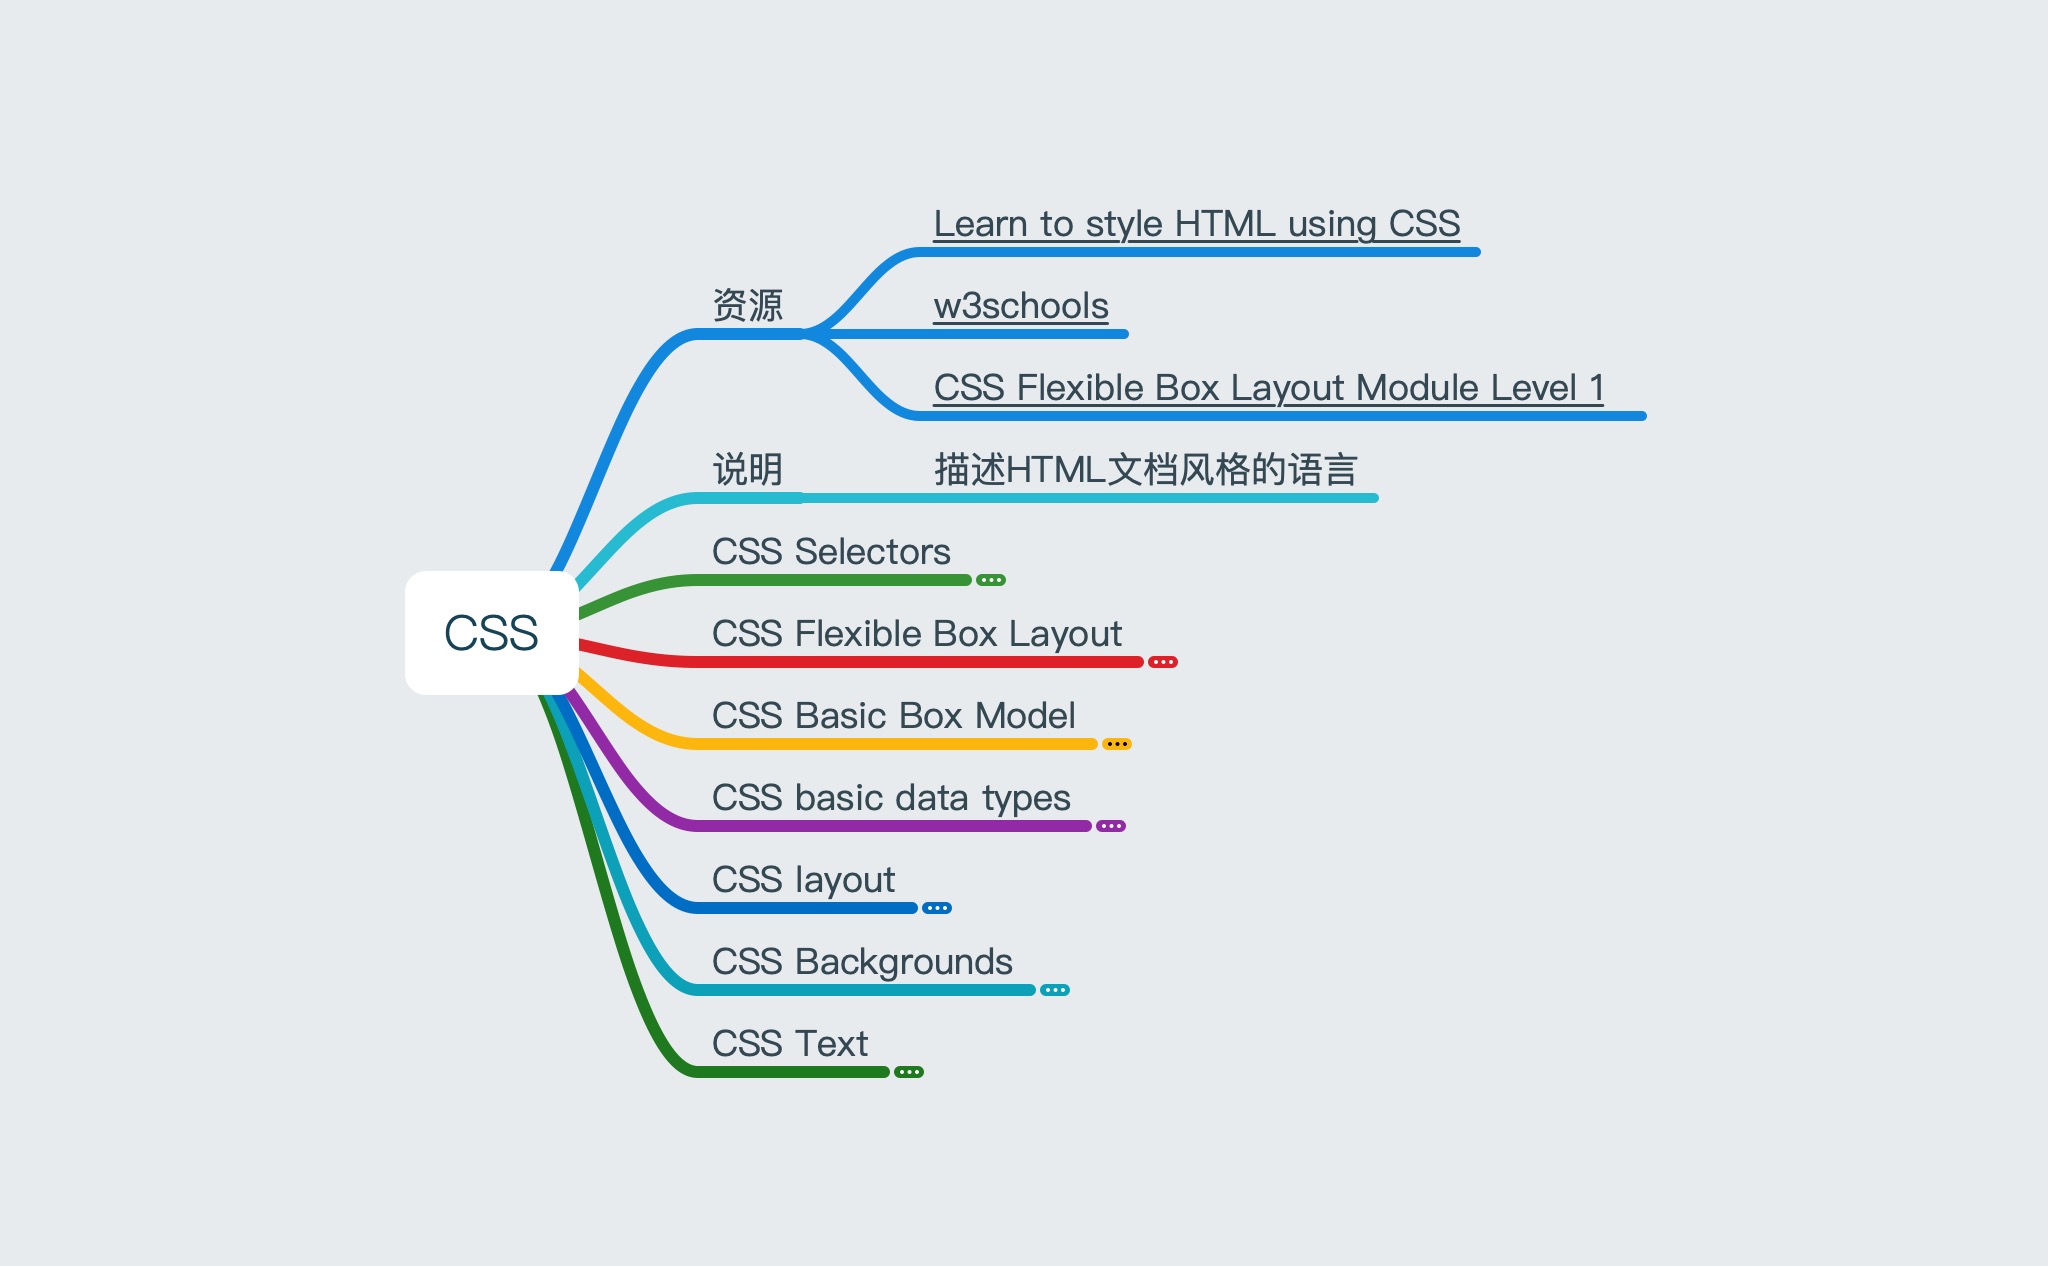 CSS
资源
Learn to style HTML using CSS
w3schools
CSS Flexible Box Layout Module Level 1
说明
描述HTML文档风格的语言
CSS Selectors
CSS Flexible Box Layout
CSS Basic Box Model
CSS basic data types
CSS layout
CSS Backgrounds
CSS Text